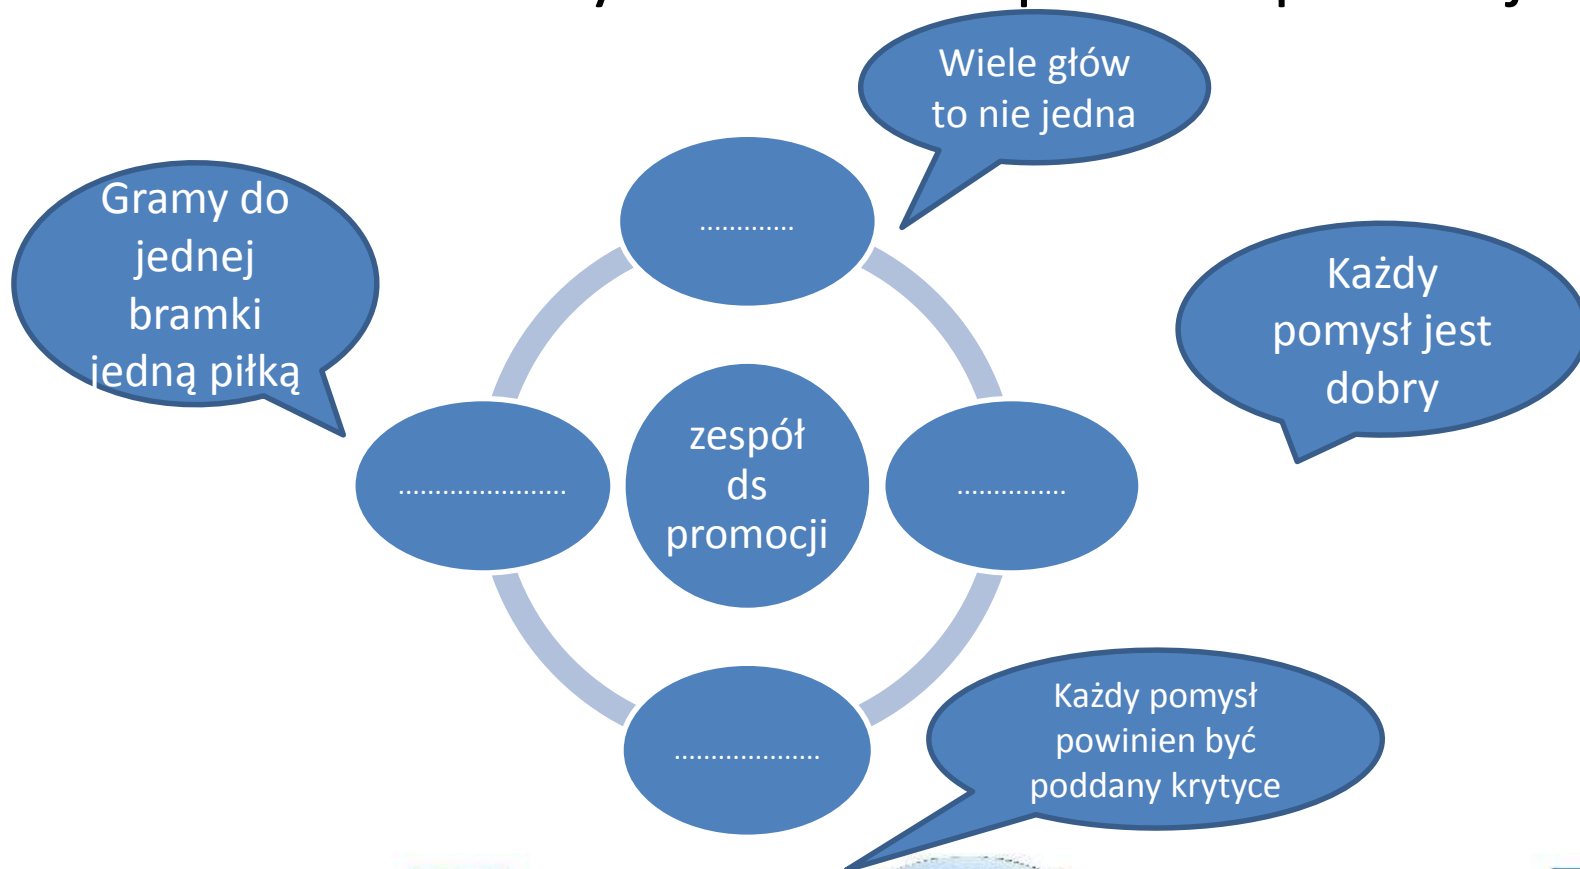 Wiele głów
to nie jedna
Gramy do
jednej
bramki
jedną piłką
Każdy
pomysł jest
dobry
.............
zespół
ds
promocji
.......................
...............
....................
Każdy pomysł
powinien być
poddany krytyce